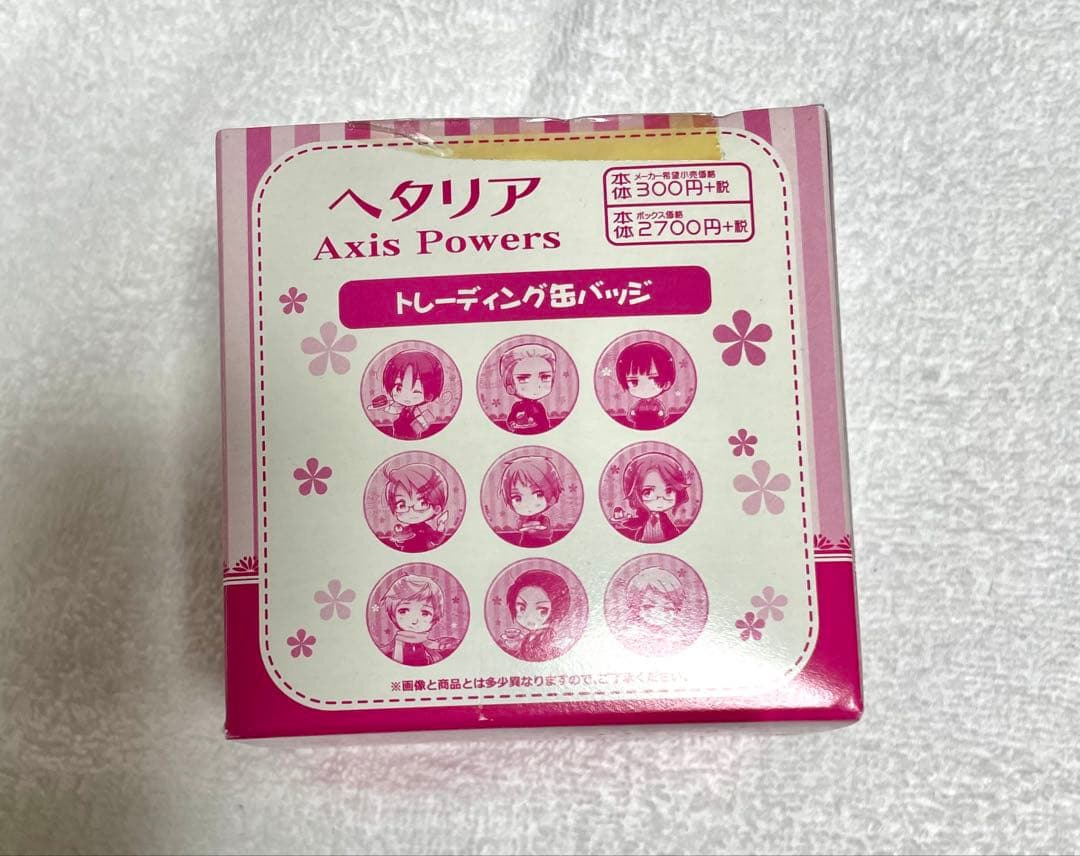 ヘタリア
Axis Powers
本体 メーカー希望小売価格 300円+税
本体 ボックス価格 2700円+税
トレーディング缶バッジ
※画像と商品とは多少異なりますので、ご了承ください。